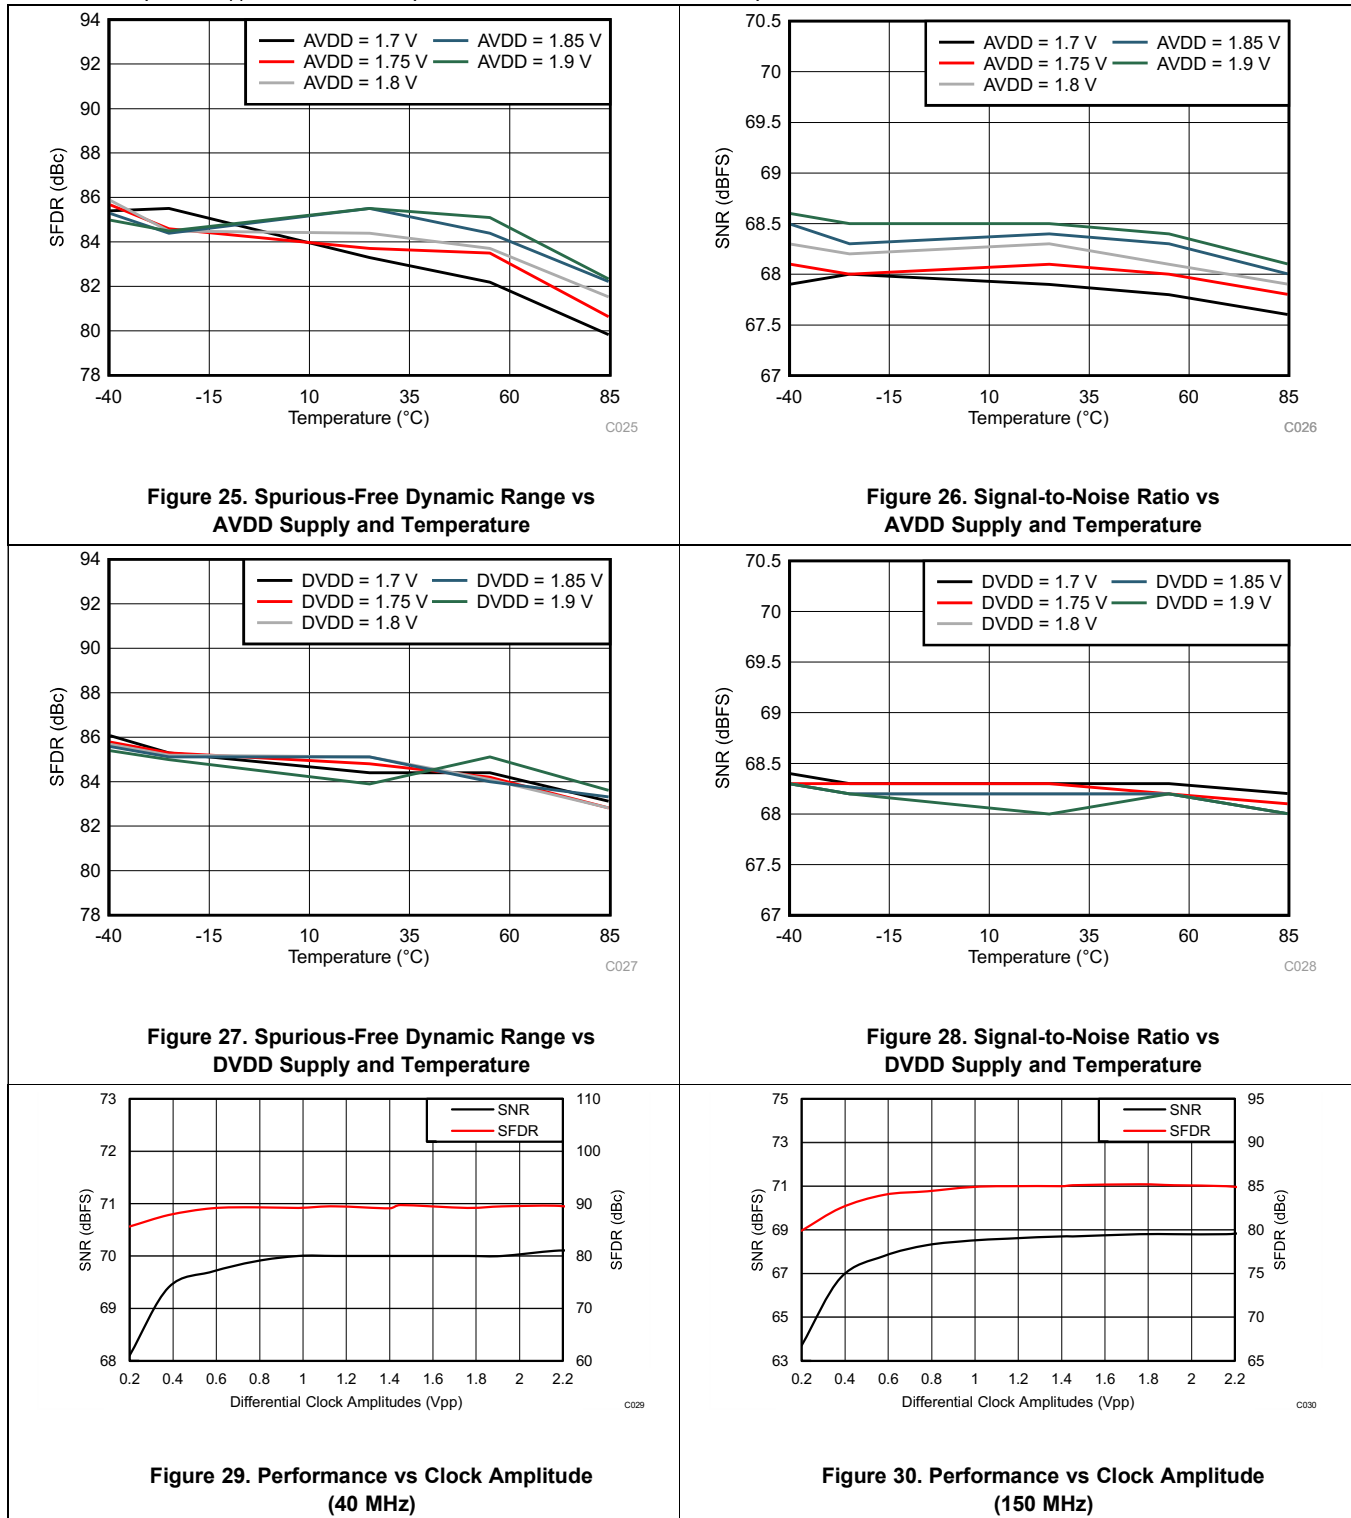 94
92
90
88
86
84
82
80
78
SFDR (dBc)
AVDD = 1.7 V
AVDD = 1.85 V
AVDD = 1.75 V
AVDD = 1.9 V
AVDD = 1.8 V
-40 -15 10 35 60 85
Temperature (°C)
C025
Figure 25. Spurious-Free Dynamic Range vs
AVDD Supply and Temperature
70.5
70
69.5
69
68.5
68
67.5
67
SNR (dBFS)
AVDD = 1.7 V
AVDD = 1.85 V
AVDD = 1.75 V
AVDD = 1.9 V
AVDD = 1.8 V
-40 -15 10 35 60 85
Temperature (°C)
C026
Figure 26. Signal-to-Noise Ratio vs
AVDD Supply and Temperature
94
92
90
88
86
84
82
80
78
SFDR (dBc)
DVDD = 1.7 V
DVDD = 1.85 V
DVDD = 1.75 V
DVDD = 1.9 V
DVDD = 1.8 V
-40 -15 10 35 60 85
Temperature (°C)
C027
Figure 27. Spurious-Free Dynamic Range vs
DVDD Supply and Temperature
70.5
70
69.5
69
68.5
68
67.5
67
SNR (dBFS)
DVDD = 1.7 V
DVDD = 1.85 V
DVDD = 1.75 V
DVDD = 1.9 V
DVDD = 1.8 V
-40 -15 10 35 60 85
Temperature (°C)
C028
Figure 28. Signal-to-Noise Ratio vs
DVDD Supply and Temperature
73
72
71
70
69
68
SNR (dBFS)
SNR
SFDR
110
100
90
80
70
60
SFDR (dBc)
0.2 0.4 0.6 0.8 1 1.2 1.4 1.6 1.8 2 2.2
Differential Clock Amplitudes (Vpp)
C029
Figure 29. Performance vs Clock Amplitude
(40 MHz)
75
73
71
69
67
65
63
SNR (dBFS)
SNR
SFDR
95
90
85
80
75
70
65
SFDR (dBc)
0.2 0.4 0.6 0.8 1 1.2 1.4 1.6 1.8 2 2.2
Differential Clock Amplitudes (Vpp)
C030
Figure 30. Performance vs Clock Amplitude
(150 MHz)